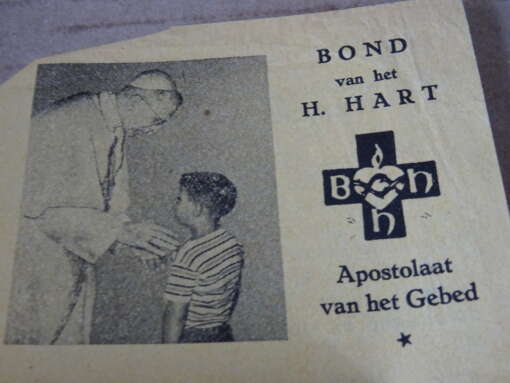 BOND
van het
H. HART
B H
H
Apostolaat
van het Gebed